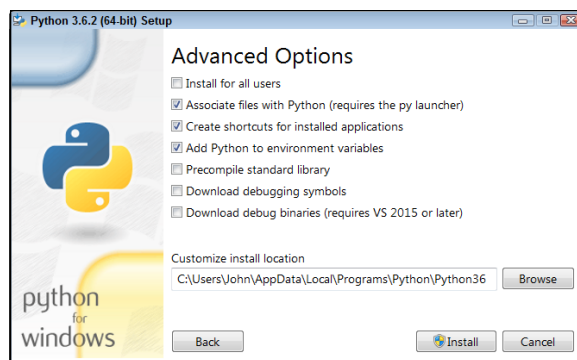 Python 3.6.2 (64-bit) Setup
Advanced Options
Install for all users
Associate files with Python (requires the py launcher)
Create shortcuts for installed applications
Add Python to environment variables
Precompile standard library
Download debugging symbols
Download debug binaries (requires VS 2015 or later)
Customize install location
C:\Users\John\AppData\Local\Programs\Python\Python36
Browse
python
for
windows
Back
Install
Cancel